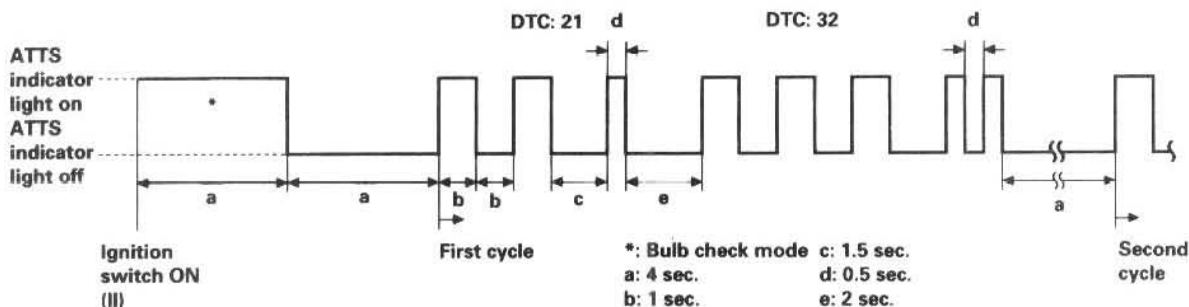 DTC: 21 d DTC: 32 d
ATTS
indicator
light on
*
ATTS
indicator
light off
a a b b c e a
Ignition
switch ON
(II)
First cycle
*: Bulb check mode c: 1.5 sec.
a: 4 sec. d: 0.5 sec.
b: 1 sec. e: 2 sec.
Second
cycle